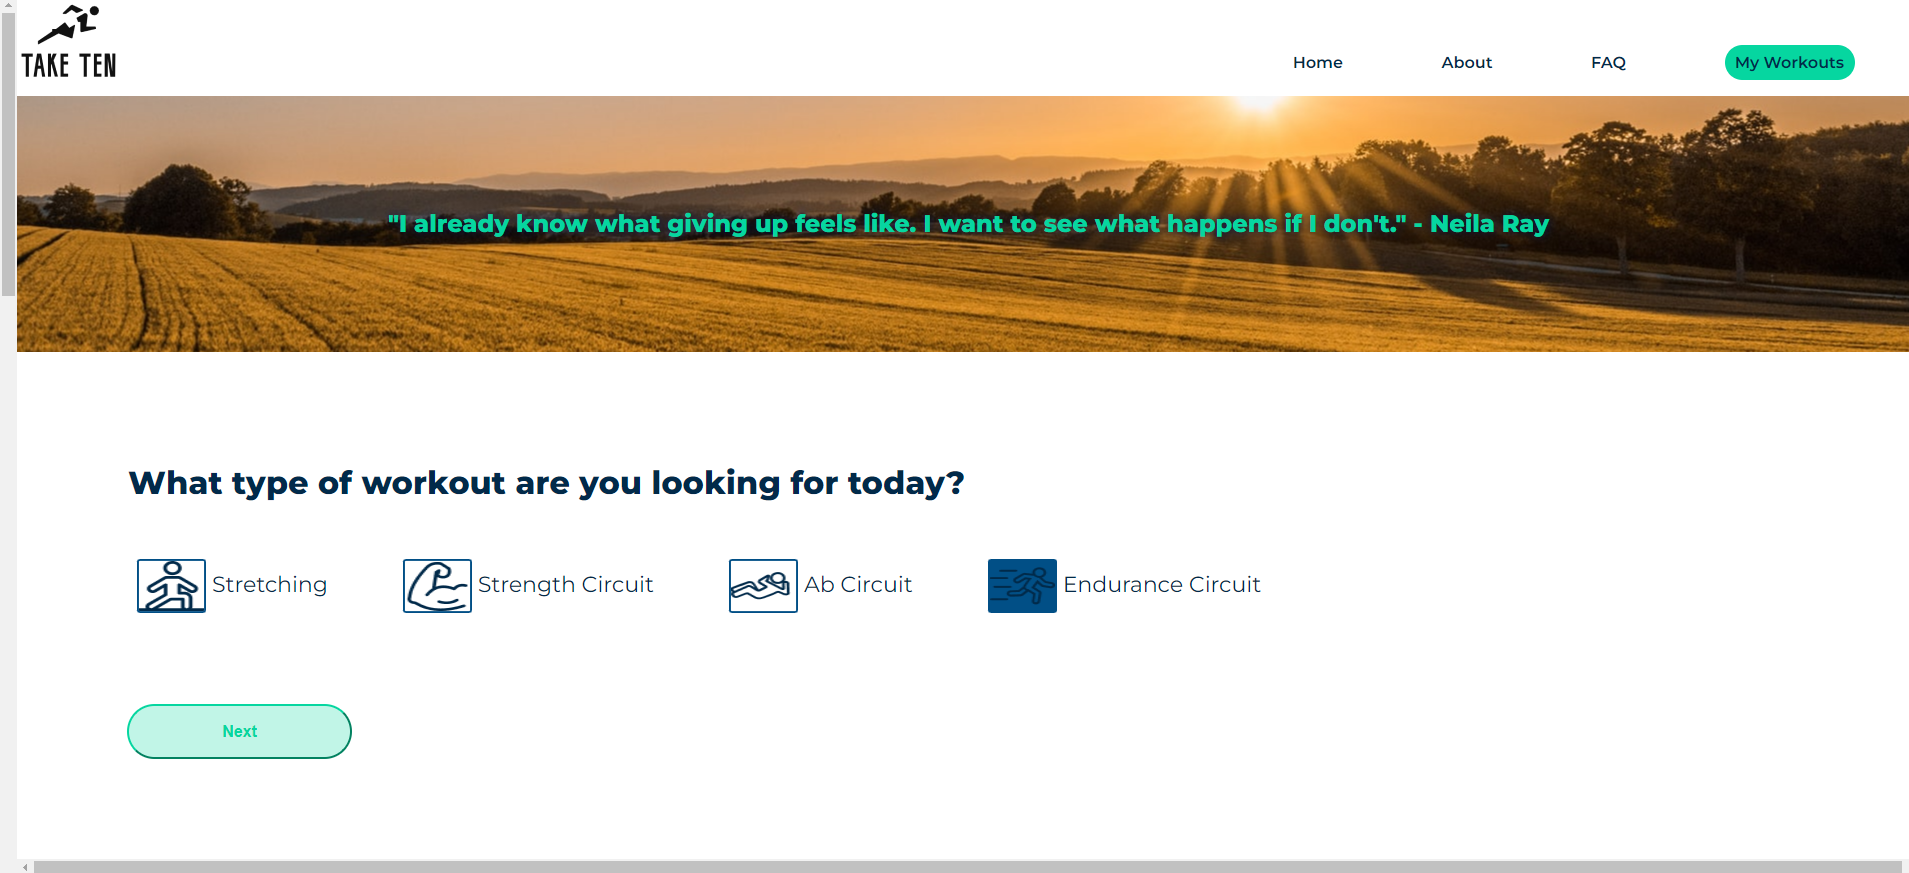 TAKE TEN
Home
About
FAQ
My Workouts
"I already know what giving up feels like. I want to see what happens if I don't." - Neila Ray
What type of workout are you looking for today?
Stretching
Strength Circuit
Ab Circuit
Endurance Circuit
Next